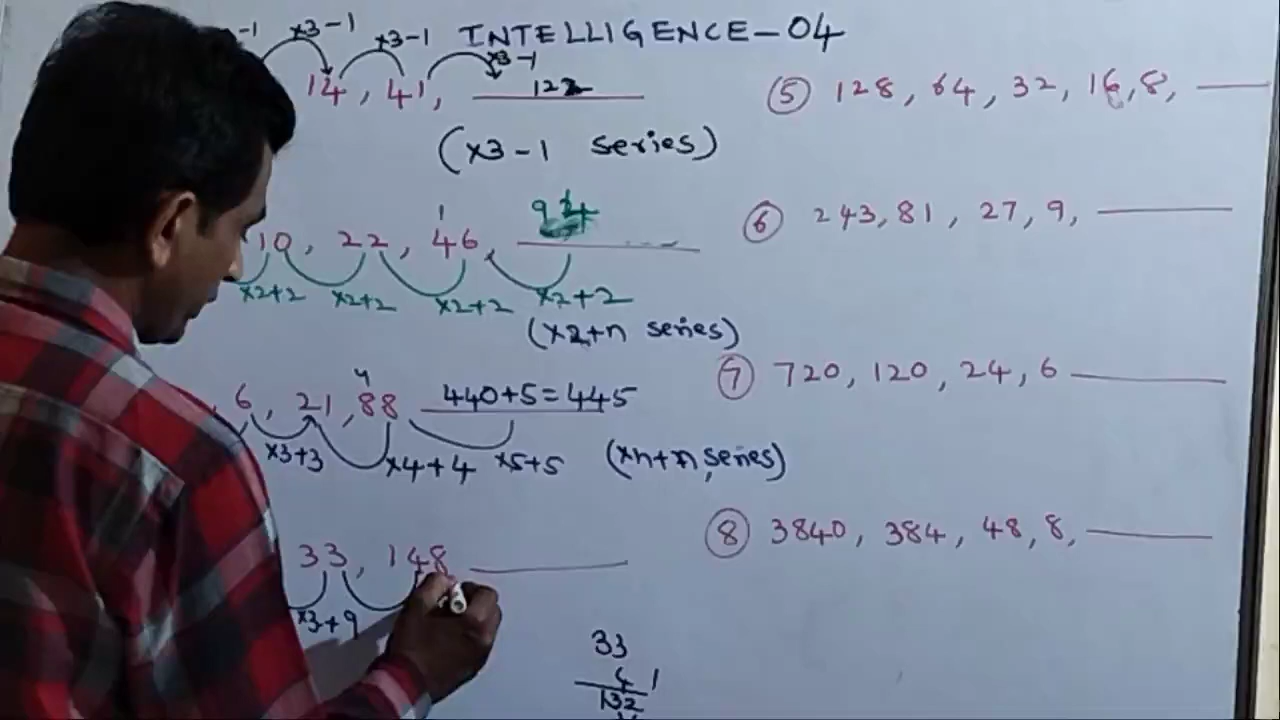 INTELLIGENCE-04
-1 x3-1 x3-1 x3-1
14, 41, 122
(x3-1 series)
10, 22, 46, 94
x2+2 x2+2 x2+2 x2+2
(x2+n series)
6, 21, 88 440+5=445
x3+3 x4+4 x5+5 (xn+n series)
33, 148
x3+9
33
4 1
132
⑤ 128, 64, 32, 16, 8,
⑥ 243, 81, 27, 9,
⑦ 720, 120, 24, 6
⑧ 3840, 384, 48, 8,